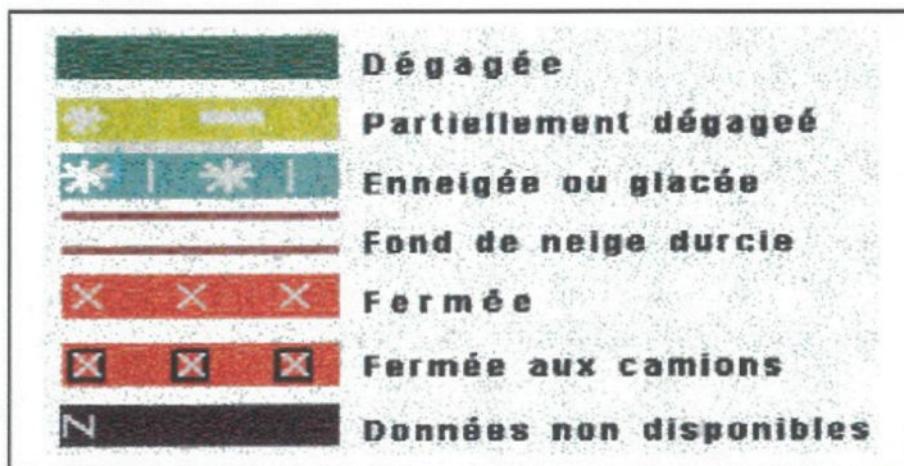 Dégagée
Partiellement dégageé
Enneigée ou glacée
Fond de neige durcie
Fermée
Fermée aux camions
N Données non disponibles